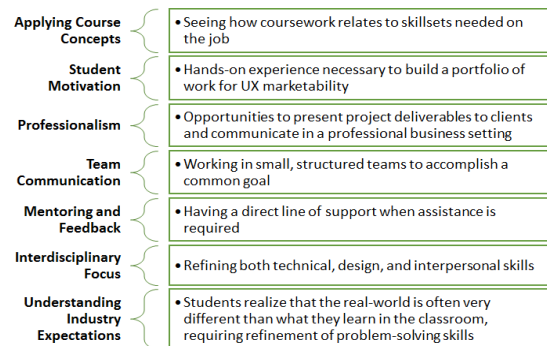 Applying Course
Concepts
• Seeing how coursework relates to skillsets needed on
the job
Student
Motivation
• Hands-on experience necessary to build a portfolio of
work for UX marketability
Professionalism
• Opportunities to present project deliverables to clients
and communicate in a professional business setting
Team
Communication
• Working in small, structured teams to accomplish a
common goal
Mentoring and
Feedback
• Having a direct line of support when assistance is
required
Interdisciplinary
Focus
• Refining both technical, design, and interpersonal skills
Understanding
Industry
Expectations
• Students realize that the real-world is often very
different than what they learn in the classroom,
requiring refinement of problem-solving skills